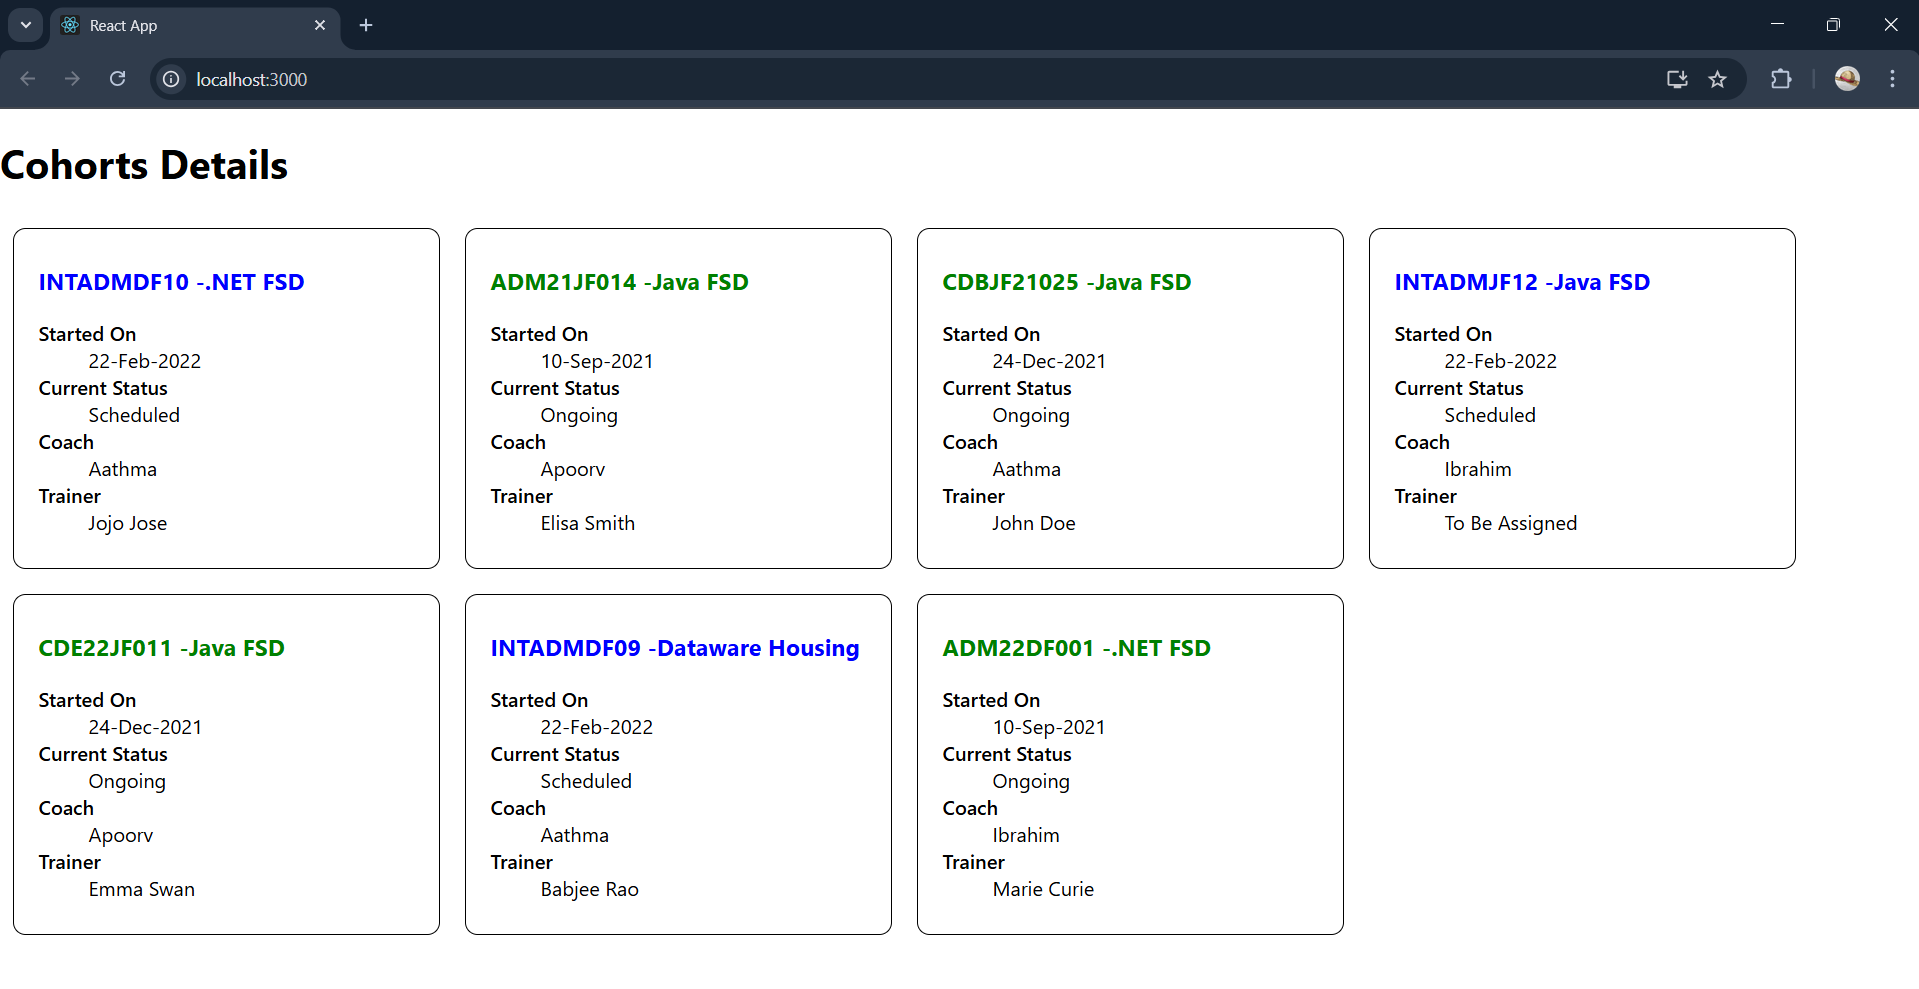 React App
localhost:3000
Cohorts Details
INTADMDF10 -.NET FSD
Started On
22-Feb-2022
Current Status
Scheduled
Coach
Aathma
Trainer
Jojo Jose
ADM21JF014 -Java FSD
Started On
10-Sep-2021
Current Status
Ongoing
Coach
Apoorv
Trainer
Elisa Smith
CDBJF21025 -Java FSD
Started On
24-Dec-2021
Current Status
Ongoing
Coach
Aathma
Trainer
John Doe
INTADMJF12 -Java FSD
Started On
22-Feb-2022
Current Status
Scheduled
Coach
Ibrahim
Trainer
To Be Assigned
CDE22JF011 -Java FSD
Started On
24-Dec-2021
Current Status
Ongoing
Coach
Apoorv
Trainer
Emma Swan
INTADMDF09 -Dataware Housing
Started On
22-Feb-2022
Current Status
Scheduled
Coach
Aathma
Trainer
Babjee Rao
ADM22DF001 -.NET FSD
Started On
10-Sep-2021
Current Status
Ongoing
Coach
Ibrahim
Trainer
Marie Curie